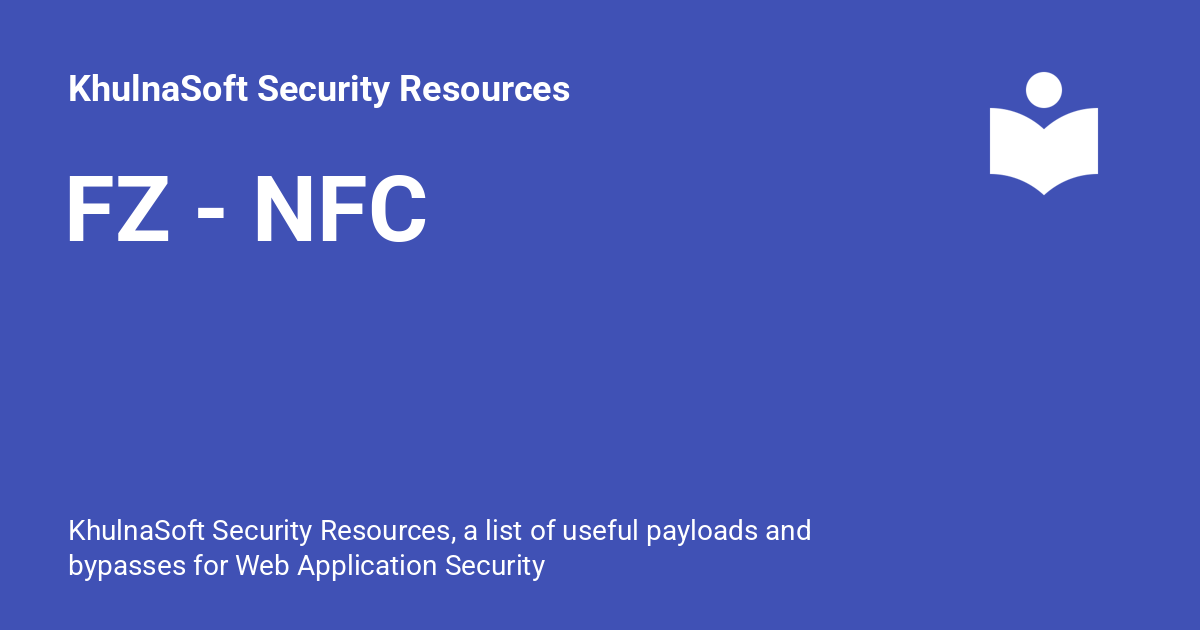 KhulnaSoft Security Resources
FZ - NFC
KhulnaSoft Security Resources, a list of useful payloads and
bypasses for Web Application Security